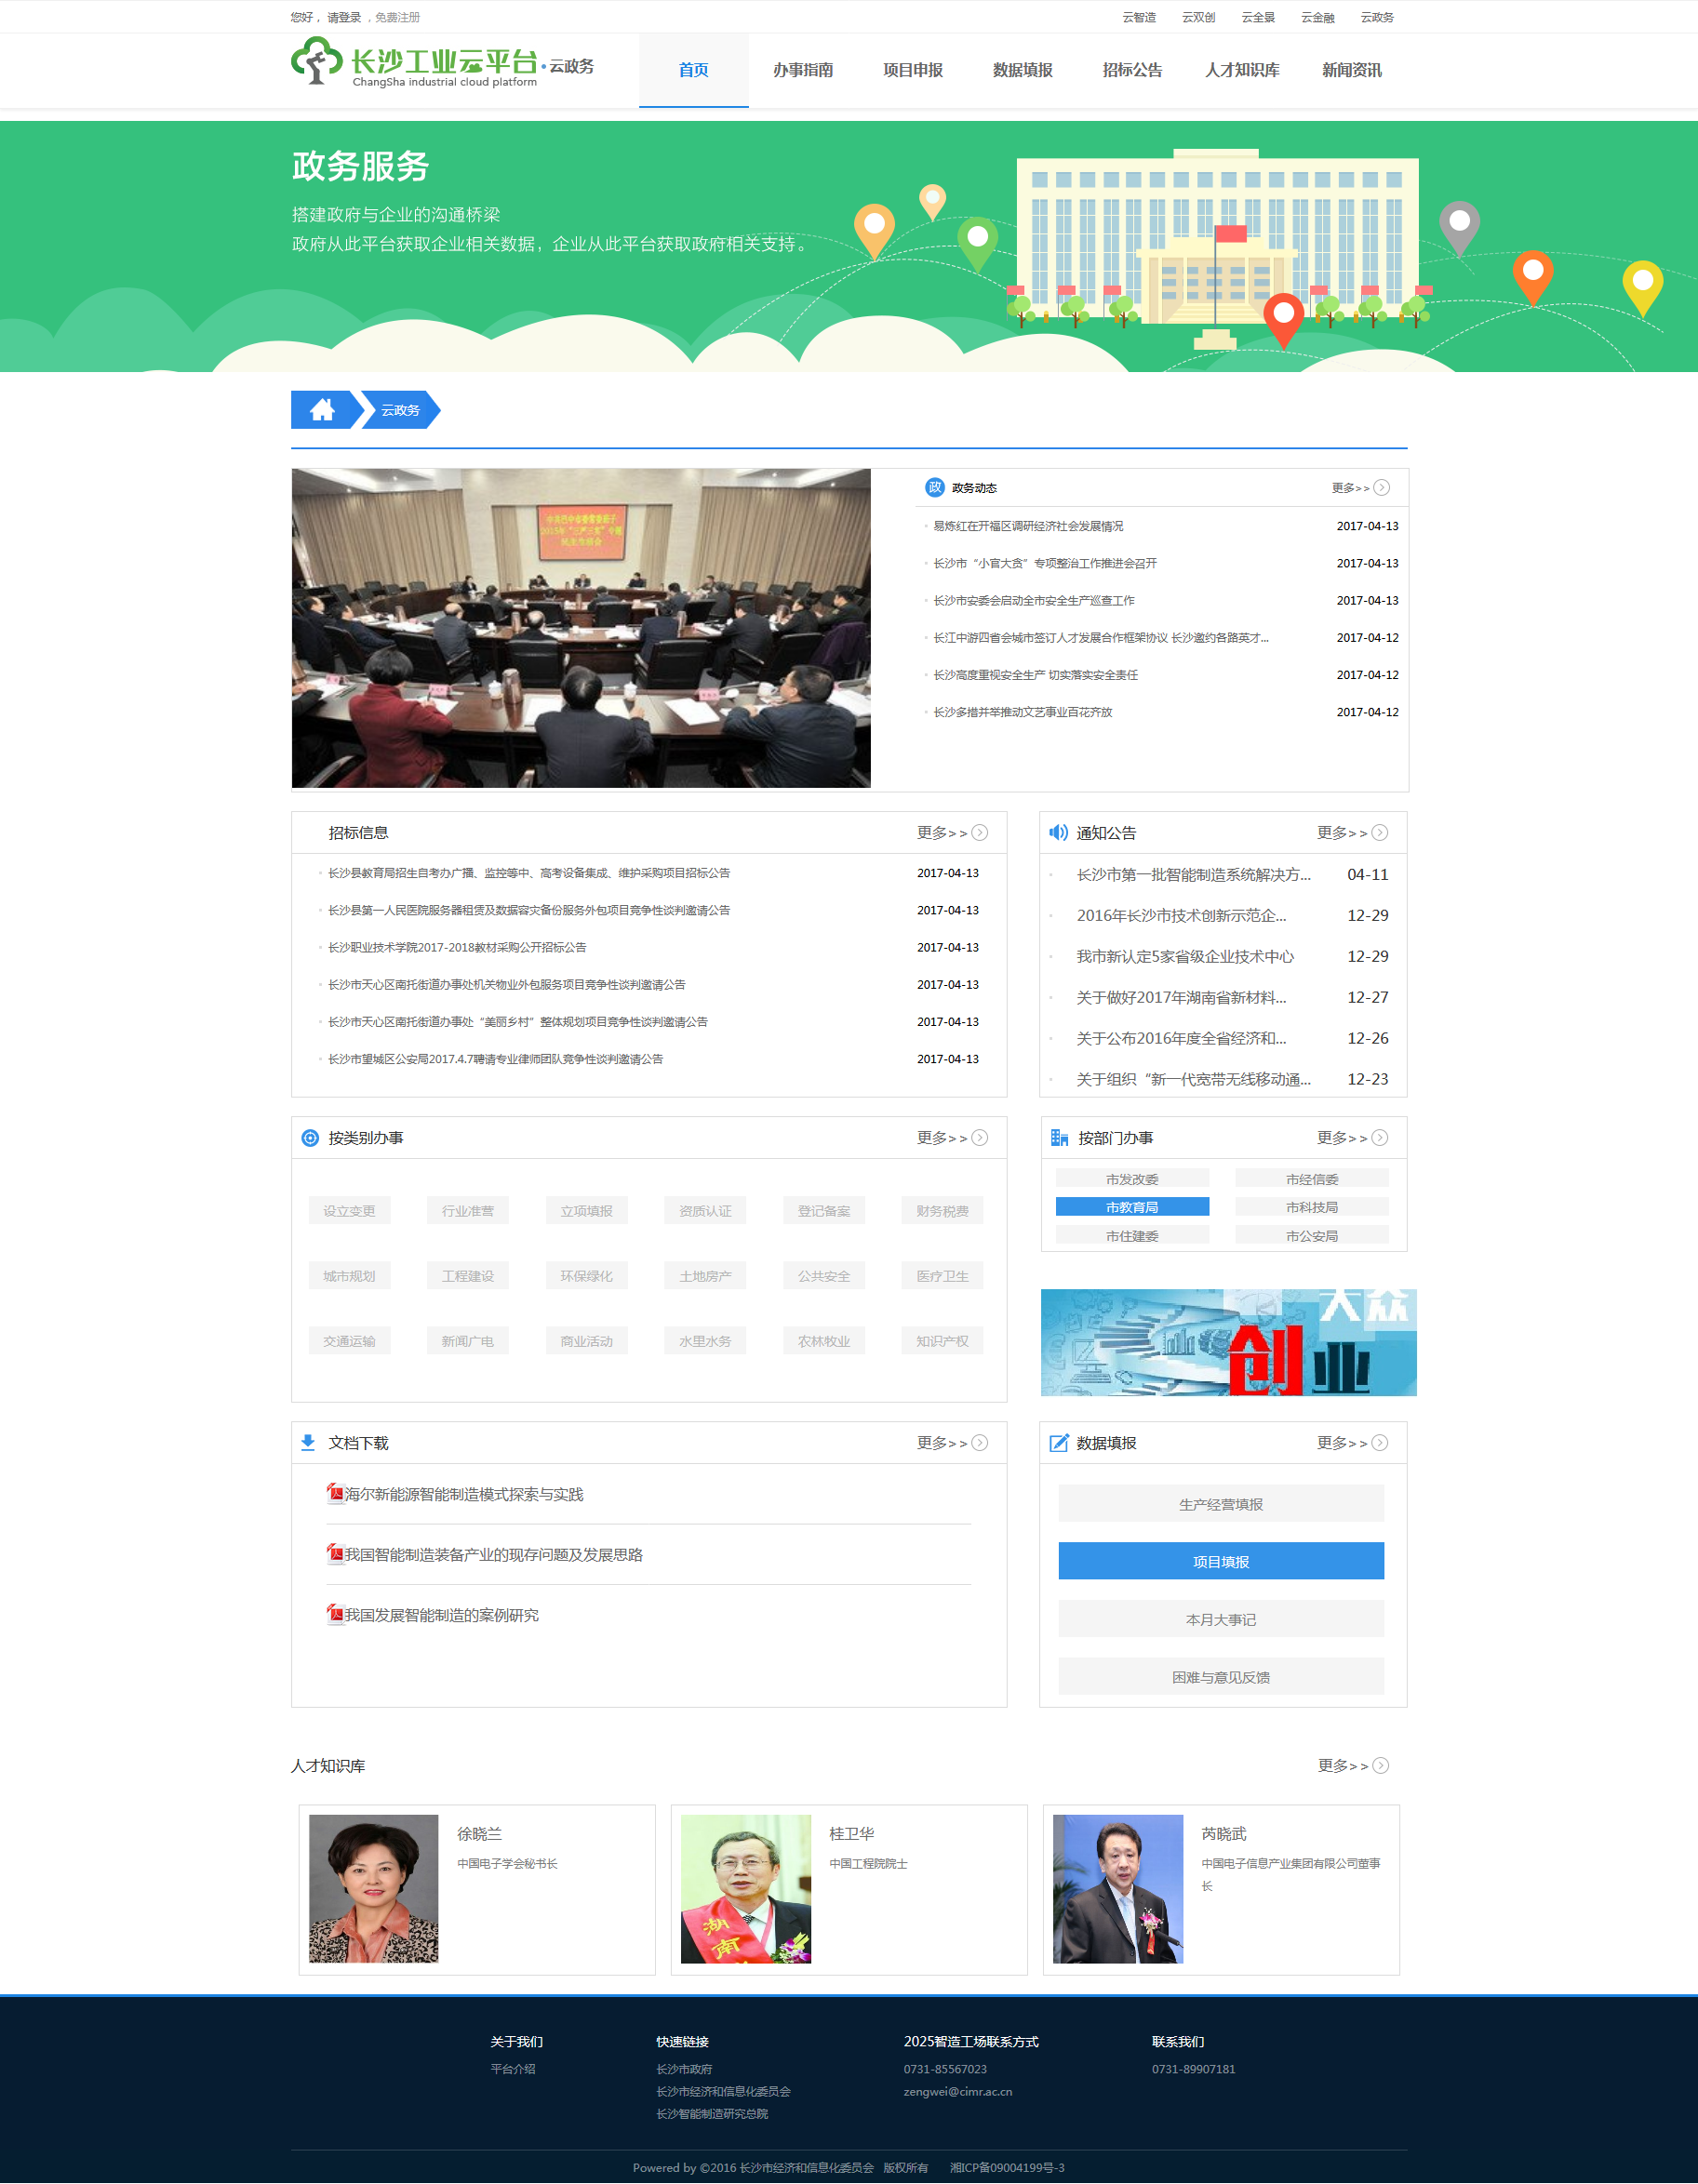 您好， 请登录 ，免费注册
云智造 云双创 云全景 云金融 云政务
长沙工业云平台·云政务
ChangSha industrial cloud platform
首页 办事指南 项目申报 数据填报 招标公告 人才知识库 新闻资讯
政务服务
搭建政府与企业的沟通桥梁
政府从此平台获取企业相关数据，企业从此平台获取政府相关支持。
云政务
政 政务动态 更多>>
易炼红在开福区调研经济社会发展情况 2017-04-13
长沙市“小官大贪”专项整治工作推进会召开 2017-04-13
长沙市安委会启动全市安全生产巡查工作 2017-04-13
长江中游四省会城市签订人才发展合作框架协议 长沙邀约各路英才... 2017-04-12
长沙高度重视安全生产 切实落实安全责任 2017-04-12
长沙多措并举推动文艺事业百花齐放 2017-04-12
招标信息 更多>>
长沙县教育局招生自考办广播、监控等中、高考设备集成、维护采购项目招标公告 2017-04-13
长沙县第一人民医院服务器租赁及数据容灾备份服务外包项目竞争性谈判邀请公告 2017-04-13
长沙职业技术学院2017-2018教材采购公开招标公告 2017-04-13
长沙市天心区南托街道办事处机关物业外包服务项目竞争性谈判邀请公告 2017-04-13
长沙市天心区南托街道办事处“美丽乡村”整体规划项目竞争性谈判邀请公告 2017-04-13
长沙市望城区公安局2017.4.7聘请专业律师团队竞争性谈判邀请公告 2017-04-13
通知公告 更多>>
长沙市第一批智能制造系统解决方... 04-11
2016年长沙市技术创新示范企... 12-29
我市新认定5家省级企业技术中心 12-29
关于做好2017年湖南省新材料... 12-27
关于公布2016年度全省经济和... 12-26
关于组织“新一代宽带无线移动通... 12-23
按类别办事 更多>>
设立变更 行业准营 立项填报 资质认证 登记备案 财务税费
城市规划 工程建设 环保绿化 土地房产 公共安全 医疗卫生
交通运输 新闻广电 商业活动 水里水务 农林牧业 知识产权
按部门办事 更多>>
市发改委 市经信委
市教育局 市科技局
市住建委 市公安局
大众
创业
文档下载 更多>>
海尔新能源智能制造模式探索与实践
我国智能制造装备产业的现存问题及发展思路
我国发展智能制造的案例研究
数据填报 更多>>
生产经营填报
项目填报
本月大事记
困难与意见反馈
人才知识库 更多>>
徐晓兰
中国电子学会秘书长
湖南
桂卫华
中国工程院院士
芮晓武
中国电子信息产业集团有限公司董事
长
关于我们 快速链接 2025智造工场联系方式 联系我们
平台介绍 长沙市政府 0731-85567023 0731-89907181
长沙市经济和信息化委员会 zengwei@cimr.ac.cn
长沙智能制造研究总院
Powered by ©2016 长沙市经济和信息化委员会 版权所有 湘ICP备09004199号-3